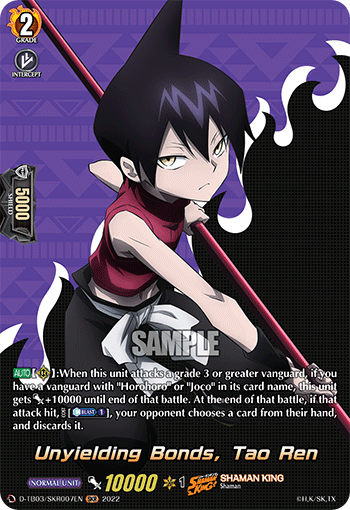 2
GRADE
INTERCEPT
5000
SHIELD
SAMPLE
AUTO [ ]:When this unit attacks a grade 3 or greater vanguard, if you
have a vanguard with "Horohoro" or "Joco" in its card name, this unit
gets +10000 until end of that battle. At the end of that battle, if that
attack hit, [ BLAST 1], your opponent chooses a card from their hand,
and discards it.
Unyielding Bonds, Tao Ren
NORMAL UNIT 10000 1 SHAMAN KING SHAMAN KING
Shaman
D-TB03/SKR007EN SKR 2022 ©H,K/SK,TX